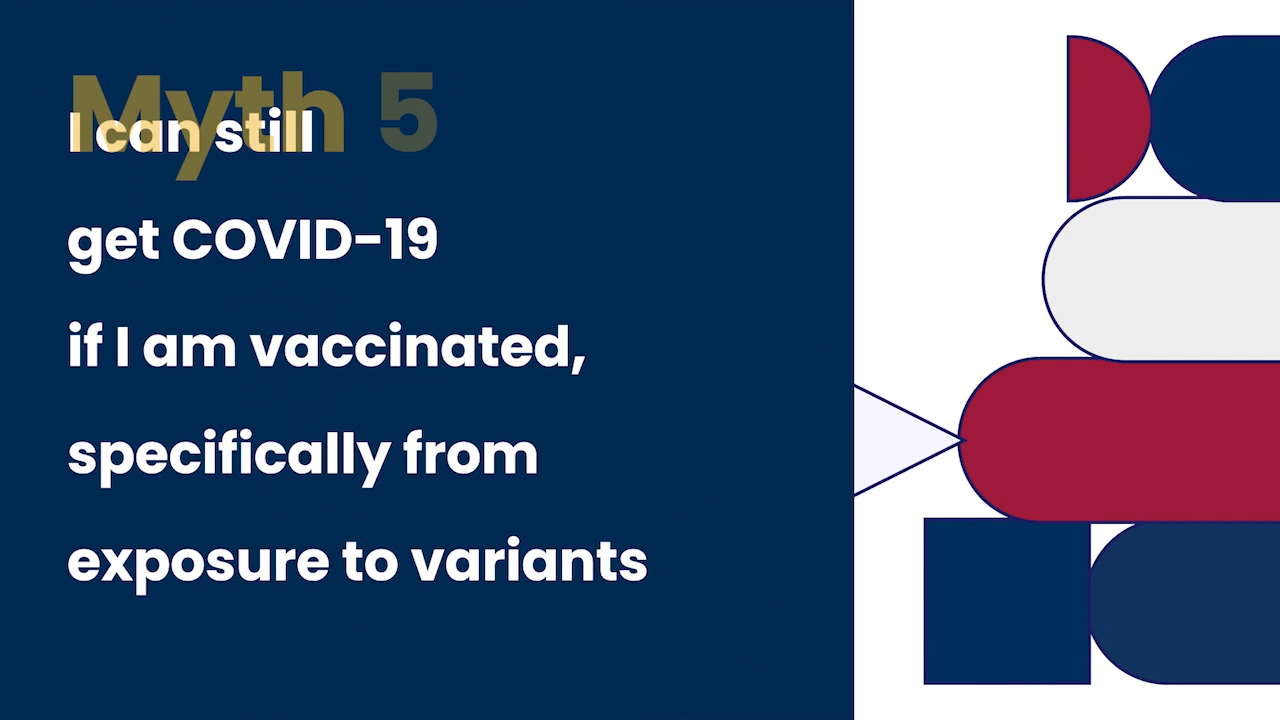 Myth 5
I can still
get COVID-19
if I am vaccinated,
specifically from
exposure to variants